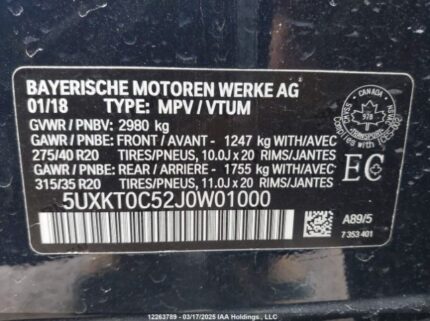 BAYERISCHE MOTOREN WERKE AG
01/18 TYPE: MPV / VTUM
GVWR / PNBV: 2980 kg
GAWR / PNBE: FRONT / AVANT - 1247 kg WITH/AVEC
275/40 R20 TIRES/PNEUS, 10.0J x 20 RIMS/JANTES
GAWR / PNBE: REAR / ARRIERE - 1755 kg WITH/AVEC
315/35 R20 TIRES/PNEUS, 11.0J x 20 RIMS/JANTES
5UXKT0C52J0W01000
CANADA
978
EC
A89/5
7 353 401
12263789 - 03/17/2025 IAA Holdings, LLC